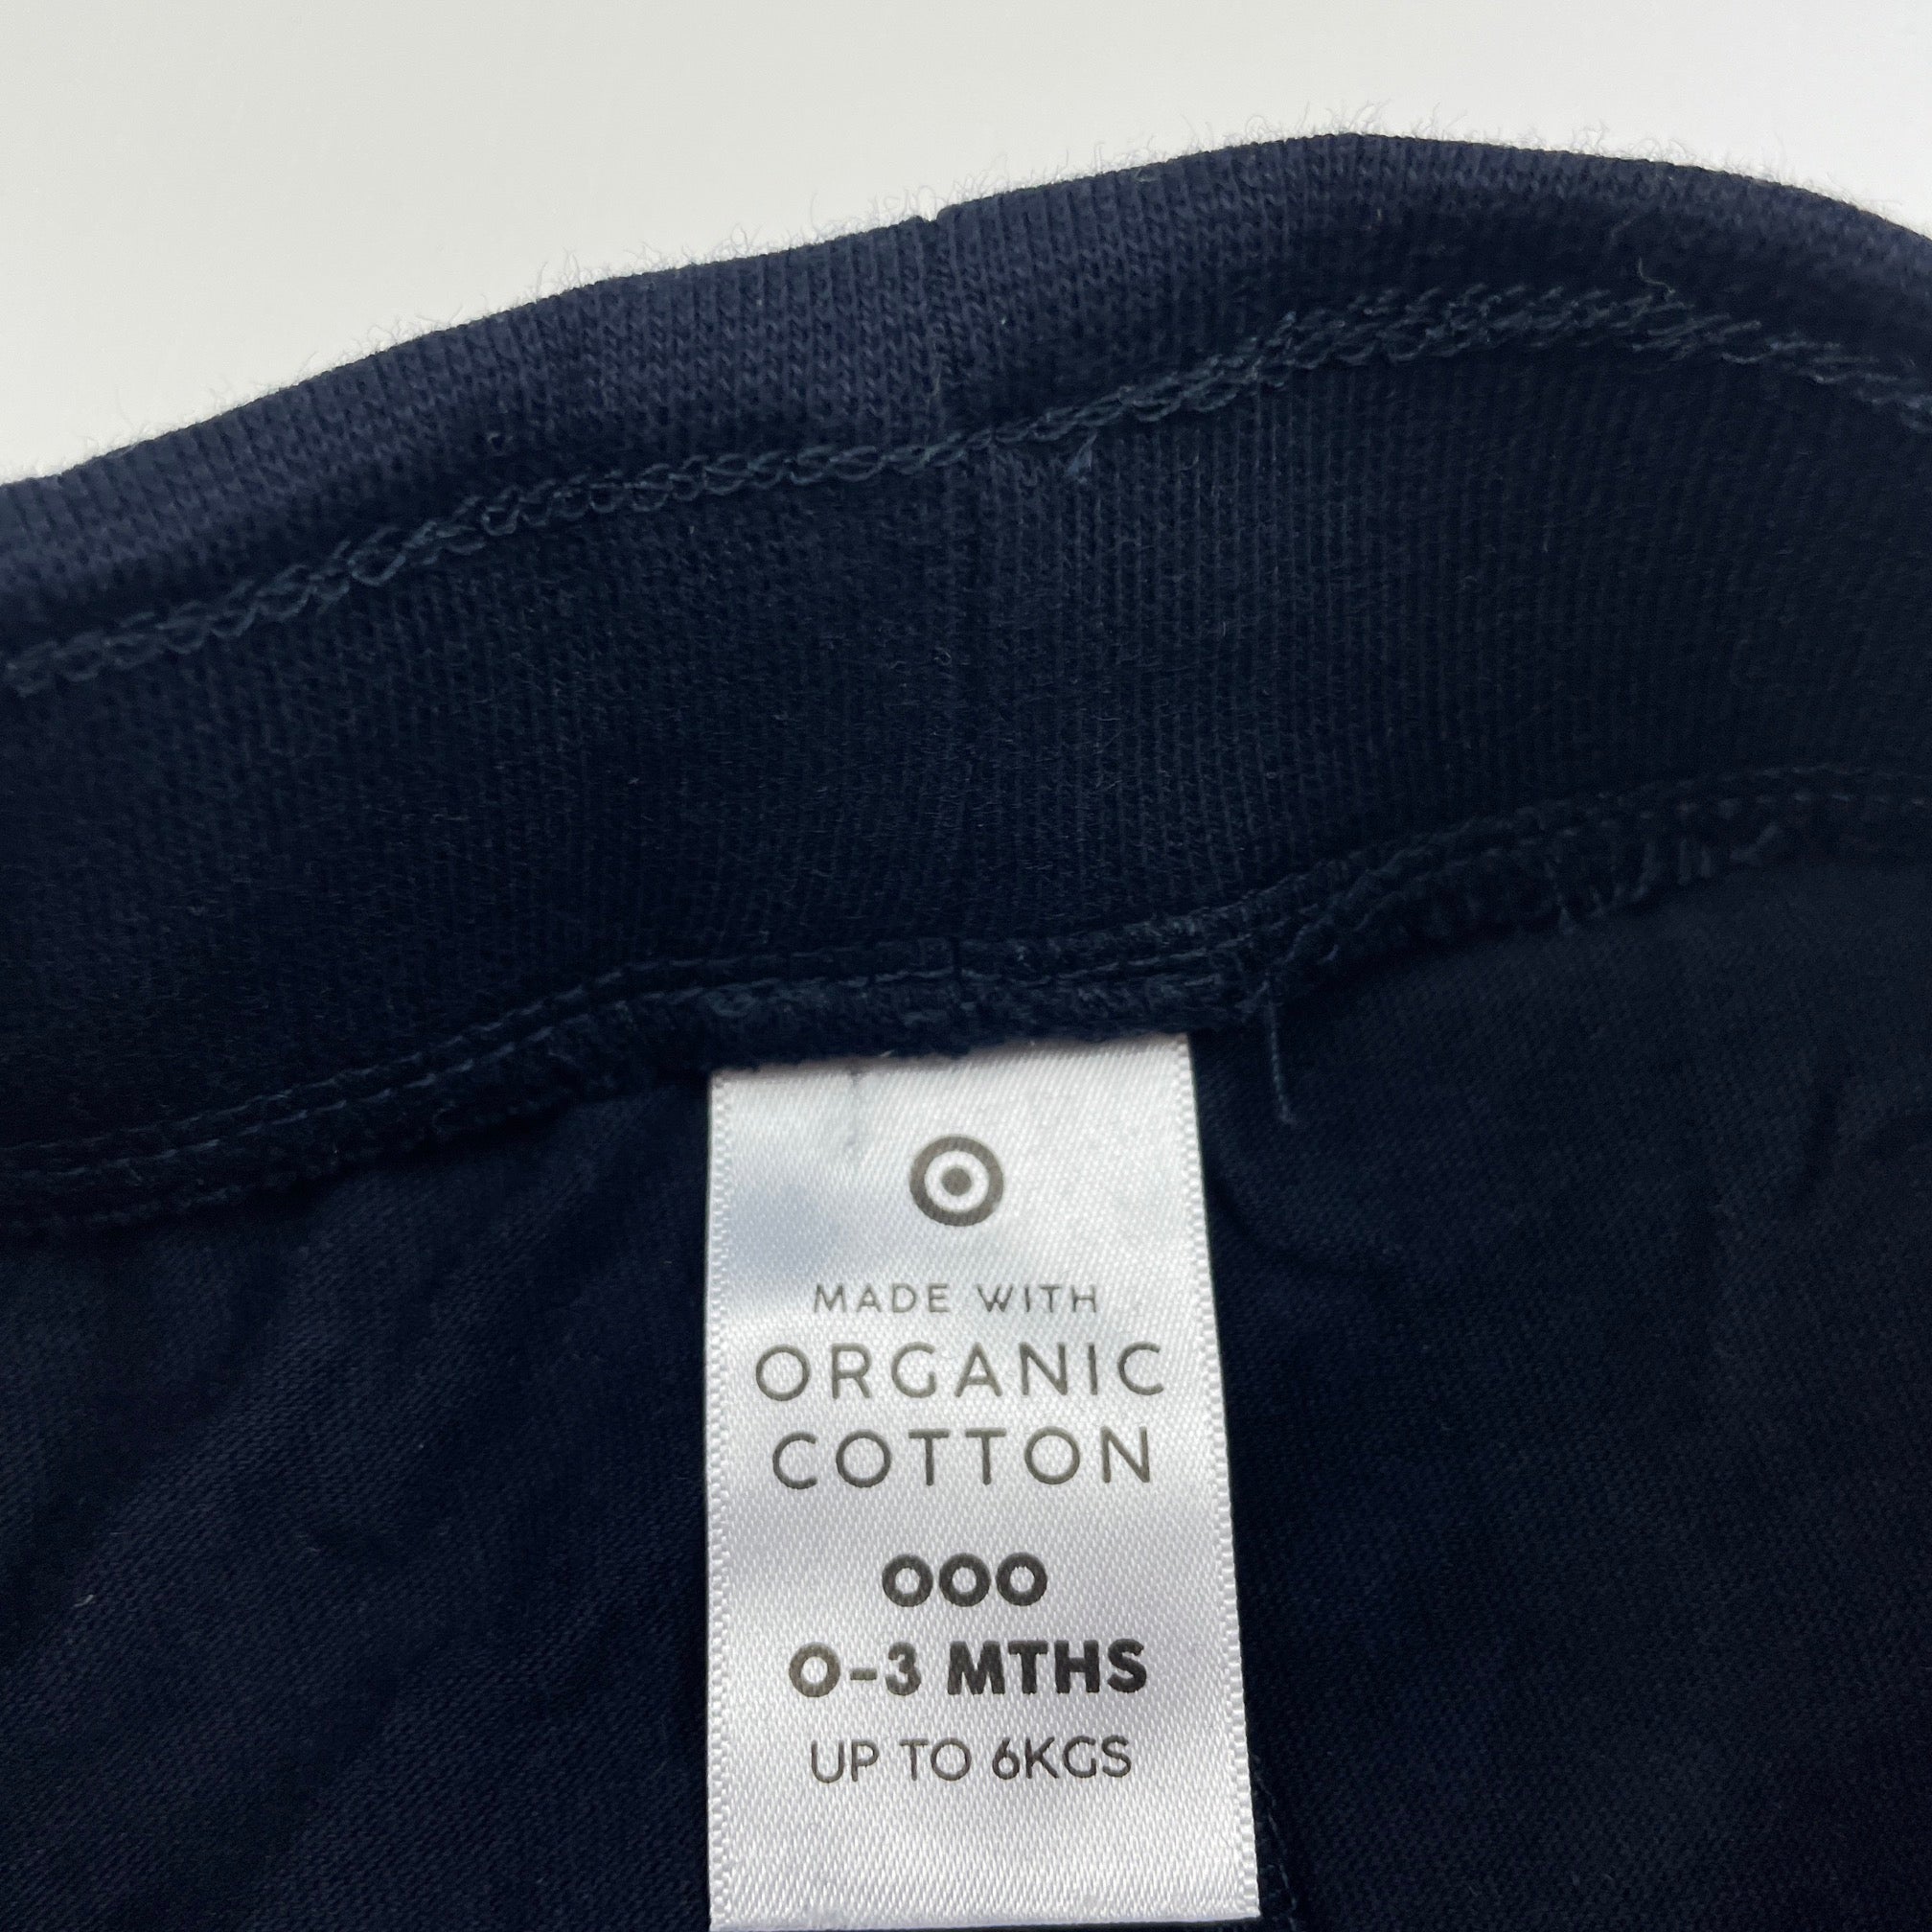 MADE WITH
ORGANIC
COTTON
000
0-3 MTHS
UP TO 6KGS